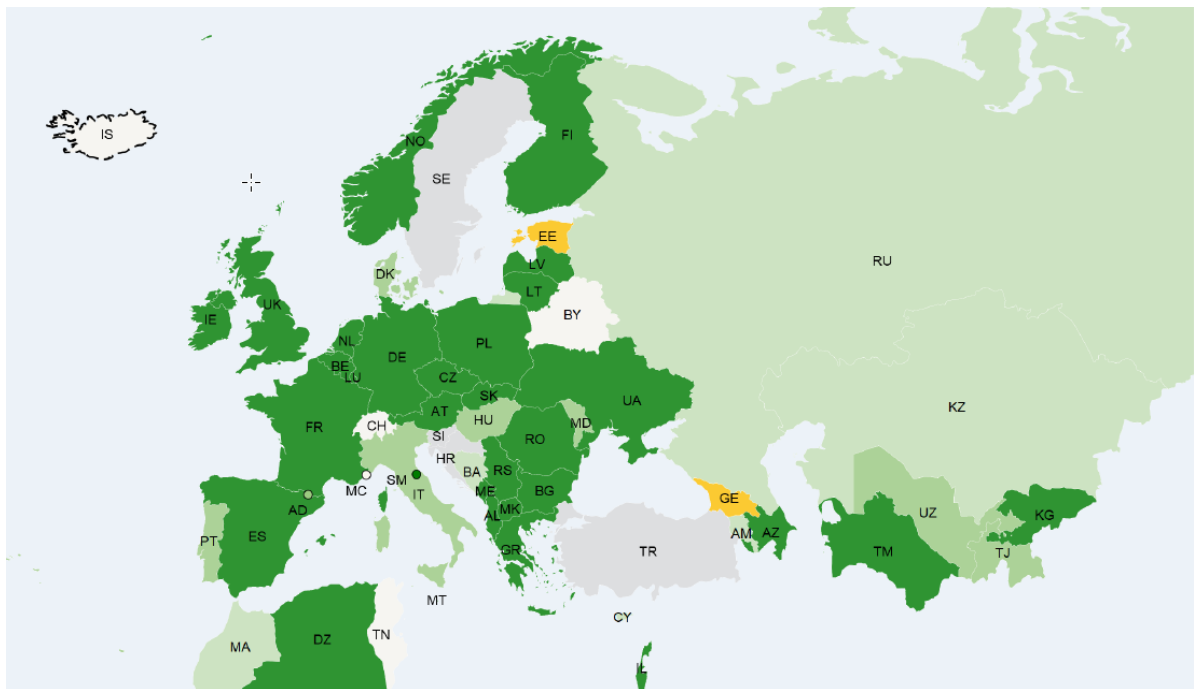 IS
NO
FI
SE
EE
RU
DK
LV
LT
BY
UK
IE
NL
PL
DE
BE
LU
CZ
SK
UA
KZ
AT
FR
CH
HU
MD
SI
RO
HR
BA
RS
MC
SM
IT
ME
BG
GE
AD
AL
MK
AM
AZ
UZ
KG
PT
ES
GR
TR
TM
TJ
MT
CY
MA
DZ
TN
IL